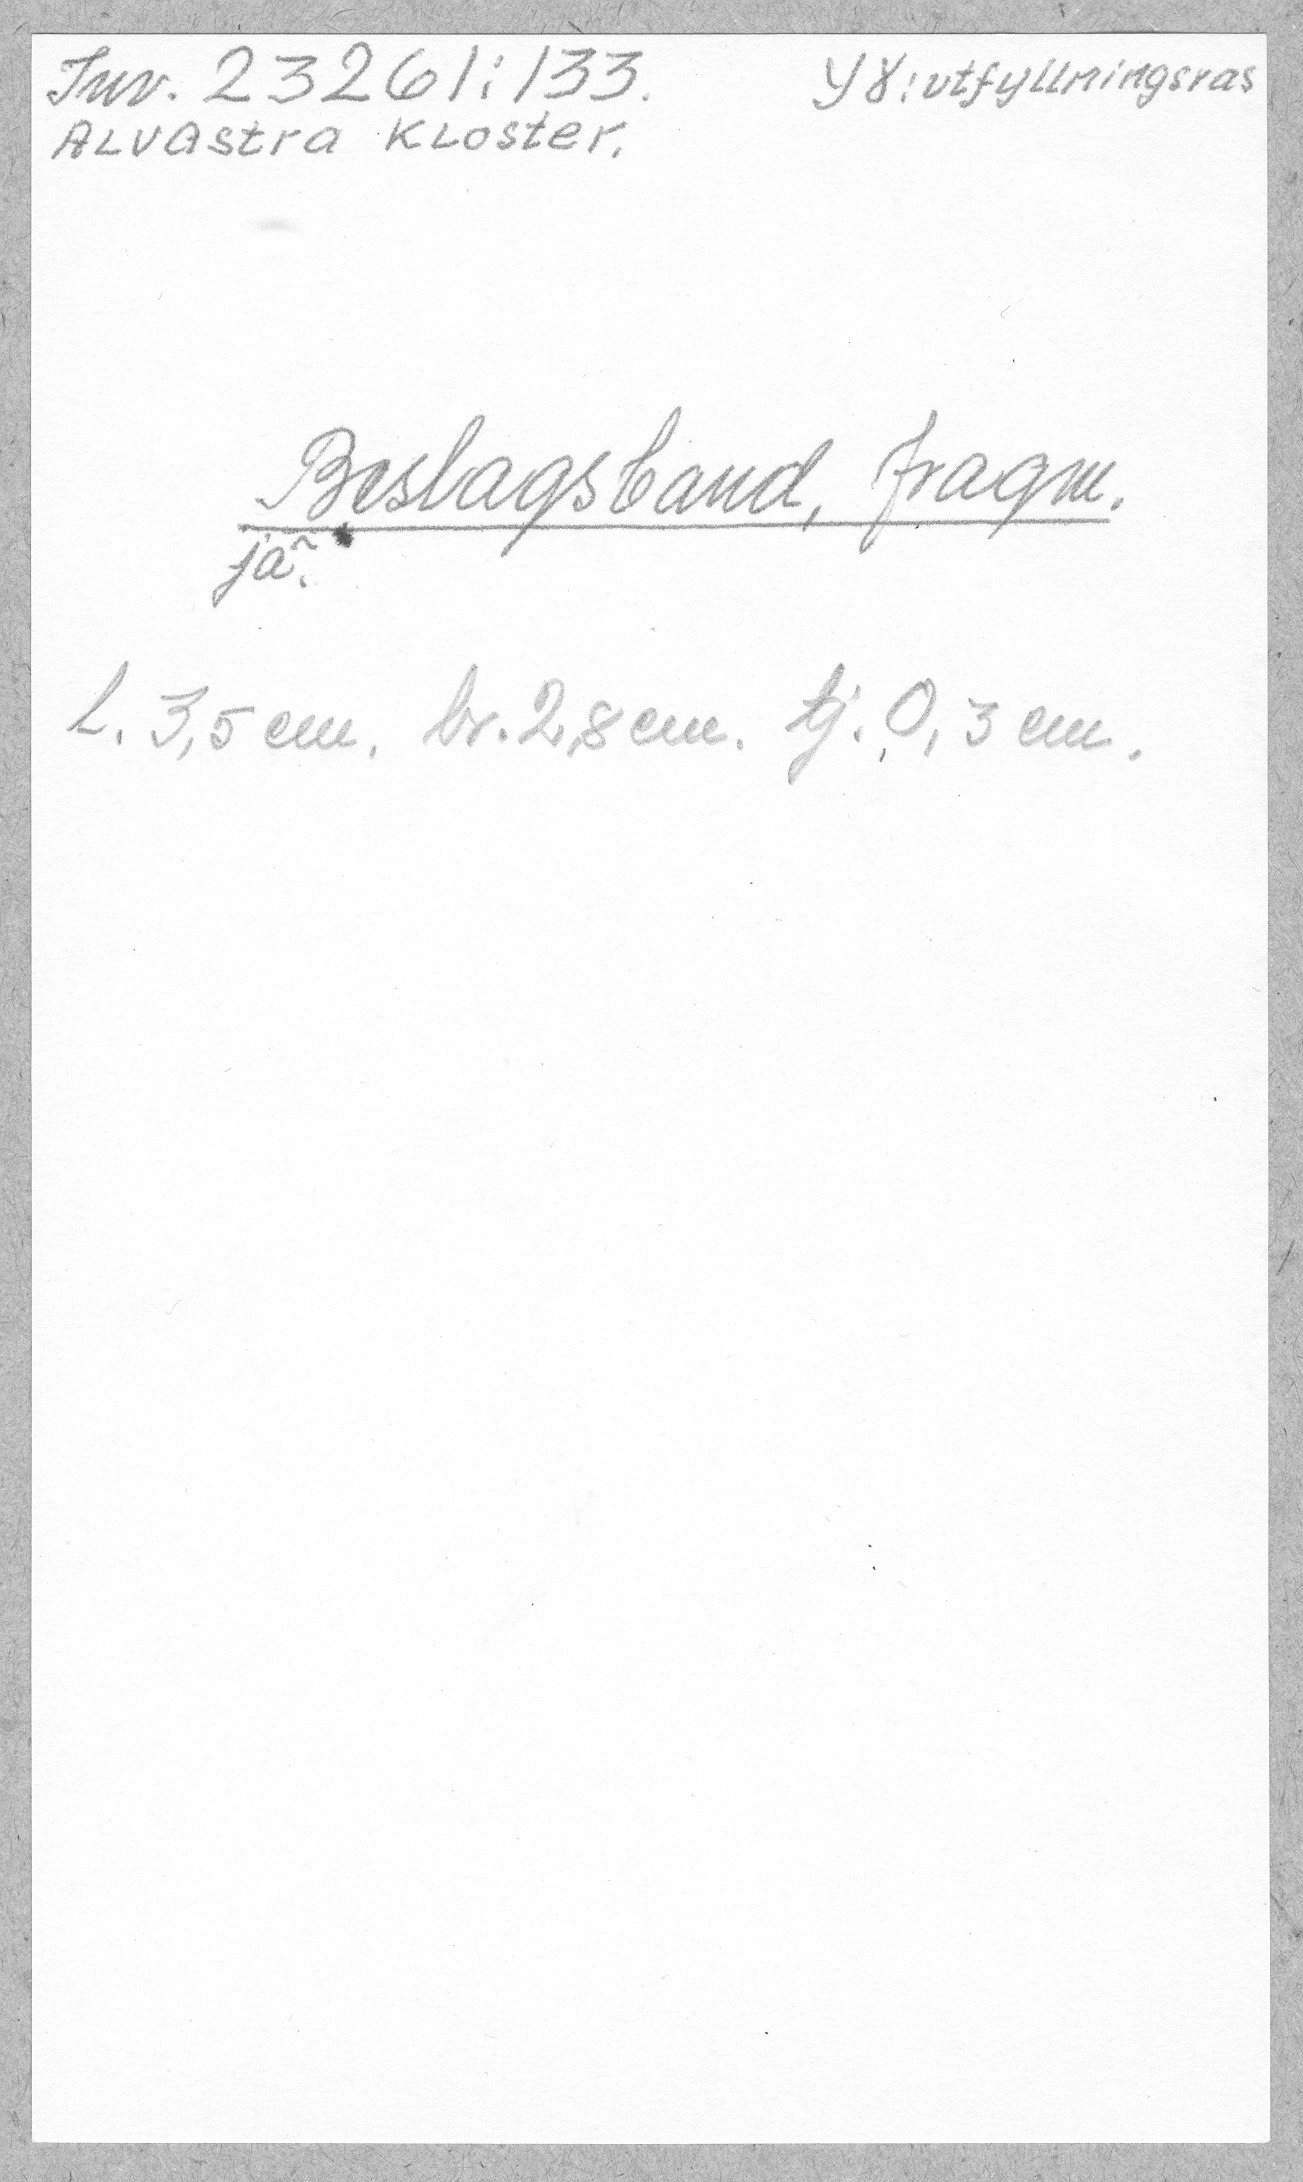 Inv. 23261:133. Y8:utfyllningsras
Alvastra Kloster.
Beslagsband, fragm.
jä.
L. 3,5 cm. br. 2,8 cm. tj. 0,3 cm.